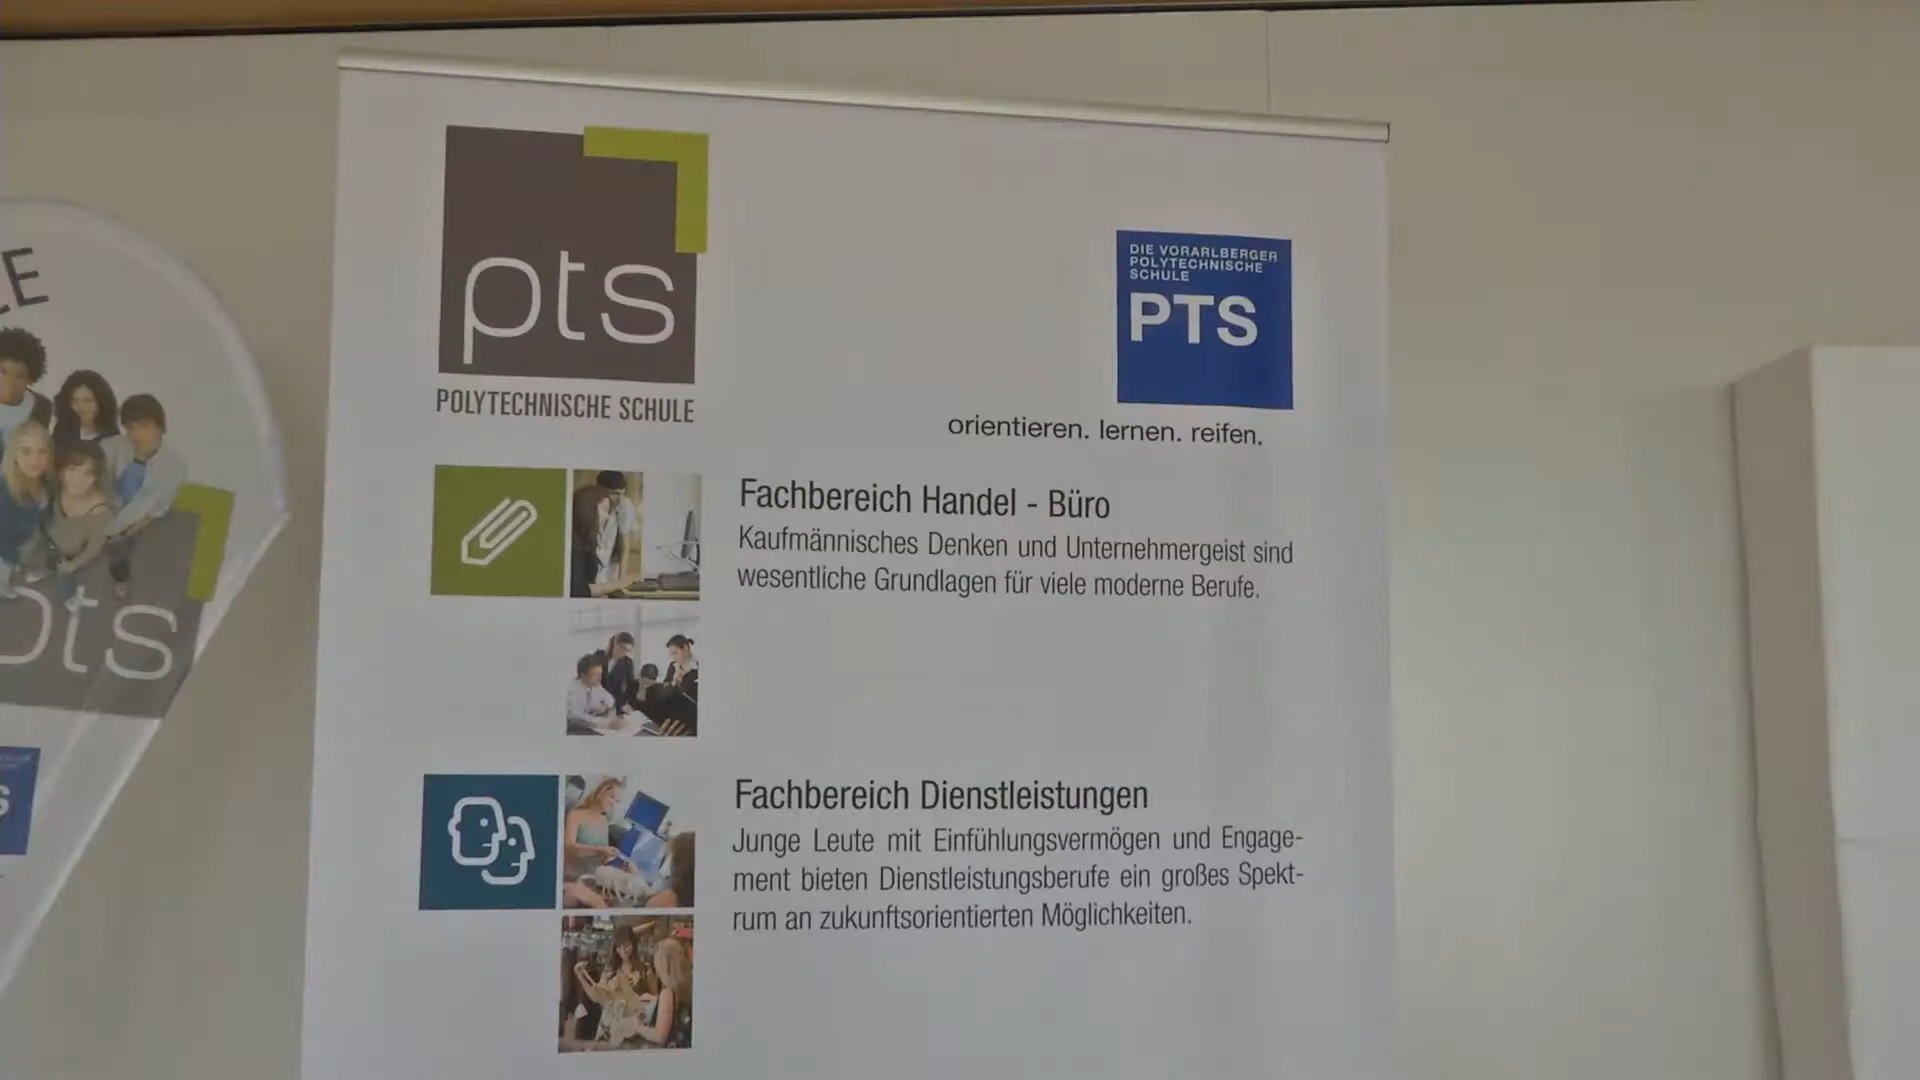 pts
POLYTECHNISCHE SCHULE
DIE VORARLBERGER
POLYTECHNISCHE
SCHULE
PTS
orientieren. lernen. reifen.
Fachbereich Handel - Büro
Kaufmännisches Denken und Unternehmergeist sind
wesentliche Grundlagen für viele moderne Berufe.
Fachbereich Dienstleistungen
Junge Leute mit Einfühlungsvermögen und Engage-
ment bieten Dienstleistungsberufe ein großes Spekt-
rum an zukunftsorientierten Möglichkeiten.
LE
pts
S